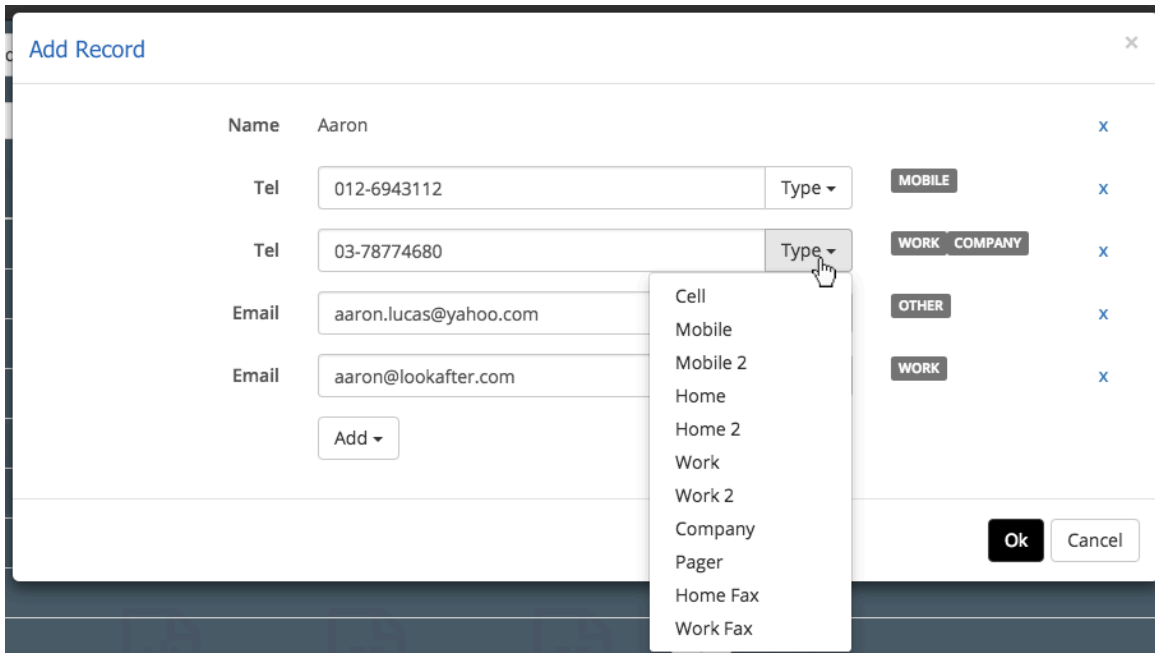 Add Record ×
Name Aaron x
Tel 012-6943112 Type MOBILE x
Tel 03-78774680 Type WORK COMPANY x
Email aaron.lucas@yahoo.com OTHER x
Email aaron@lookafter.com WORK x
Add
Cell
Mobile
Mobile 2
Home
Home 2
Work
Work 2
Company
Pager
Home Fax
Work Fax
Ok Cancel